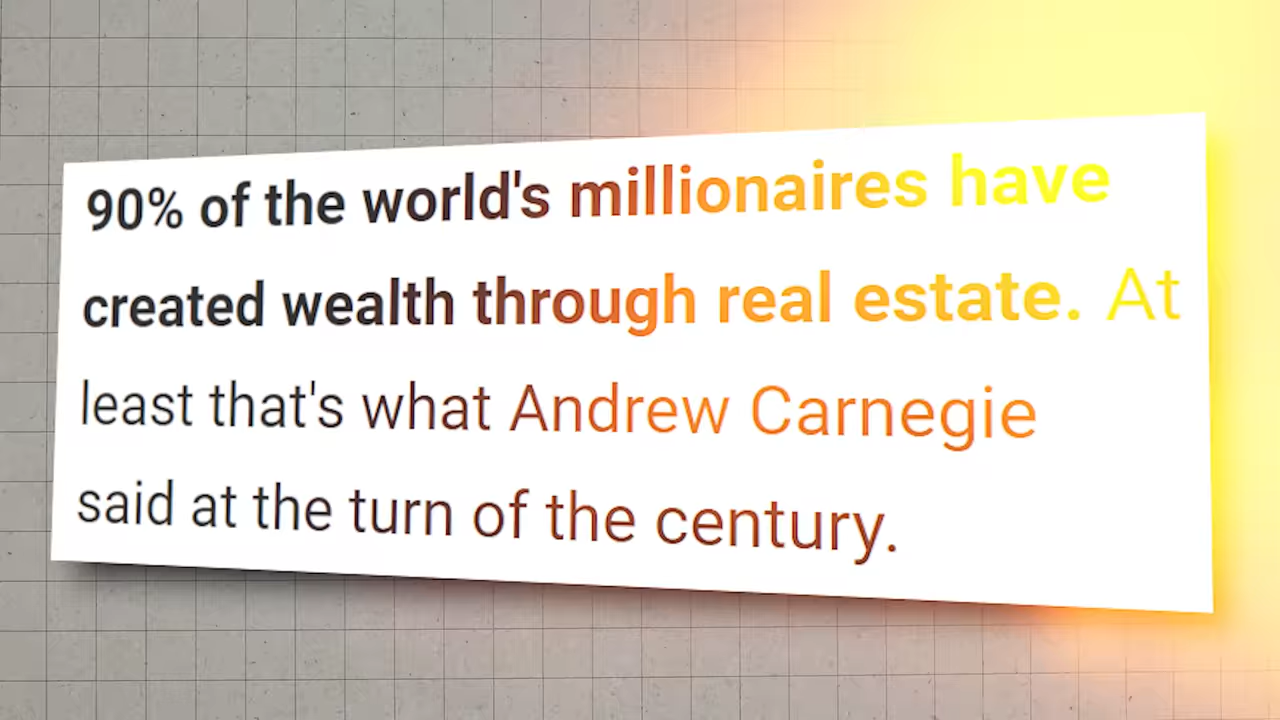 90% of the world's millionaires have
created wealth through real estate. At
least that's what Andrew Carnegie
said at the turn of the century.